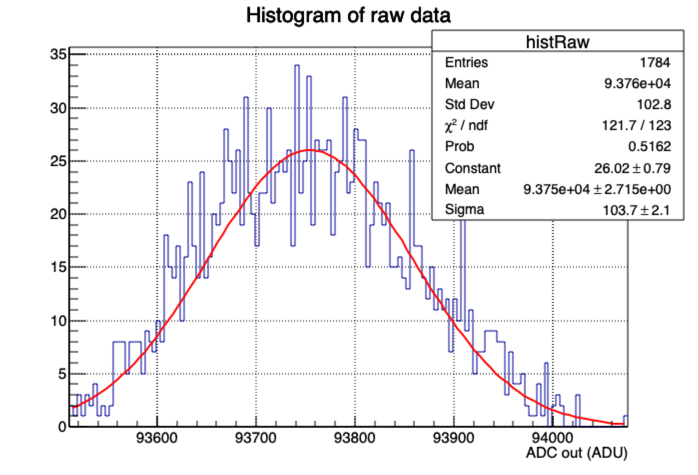 Histogram of raw data
histRaw
Entries 1784
Mean 9.376e+04
Std Dev 102.8
χ² / ndf 121.7 / 123
Prob 0.5162
Constant 26.02 ± 0.79
Mean 9.375e+04 ± 2.715e+00
Sigma 103.7 ± 2.1
35
30
25
20
15
10
5
0
93600 93700 93800 93900 94000
ADC out (ADU)